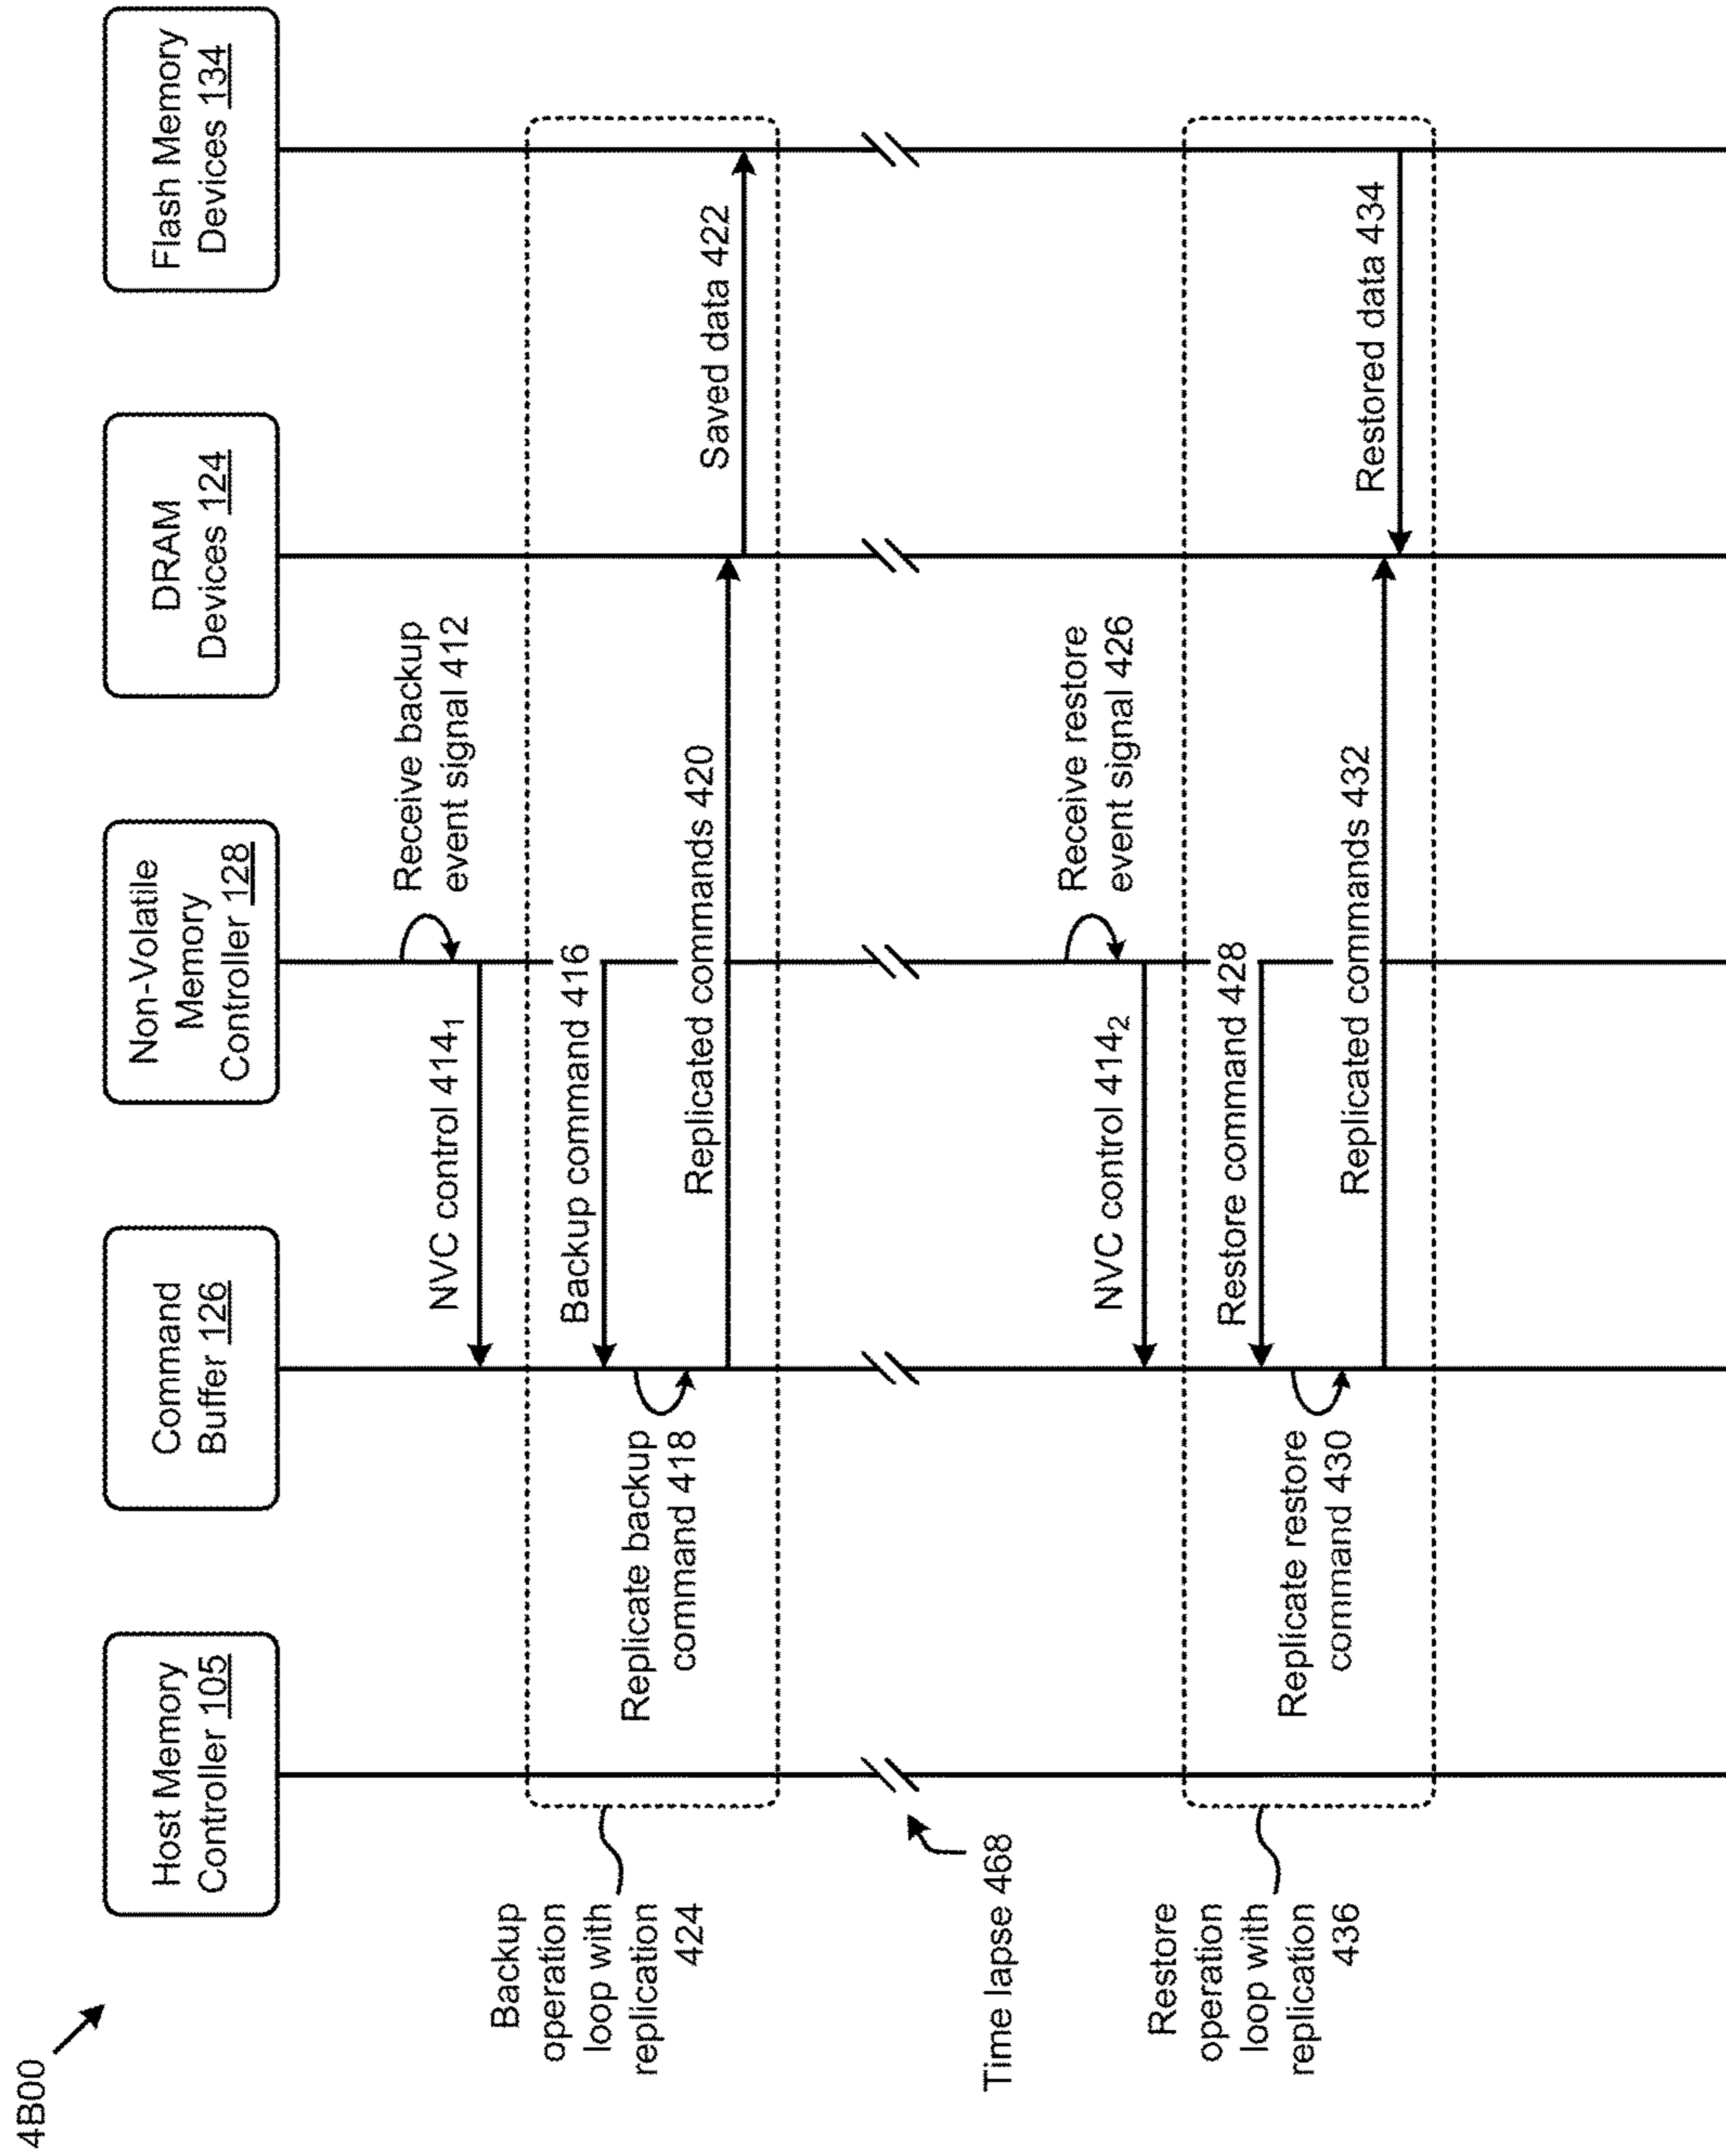 4B00
Host Memory
Controller 105
Command
Buffer 126
Non-Volatile
Memory
Controller 128
DRAM
Devices 124
Flash Memory
Devices 134
Receive backup
event signal 412
NVC control 414₁
Backup
operation
loop with
replication
424
Backup command 416
Replicate backup
command 418
Replicated commands 420
Saved data 422
Time lapse 468
Receive restore
event signal 426
NVC control 414₂
Restore
operation
loop with
replication
436
Restore command 428
Replicate restore
command 430
Replicated commands 432
Restored data 434